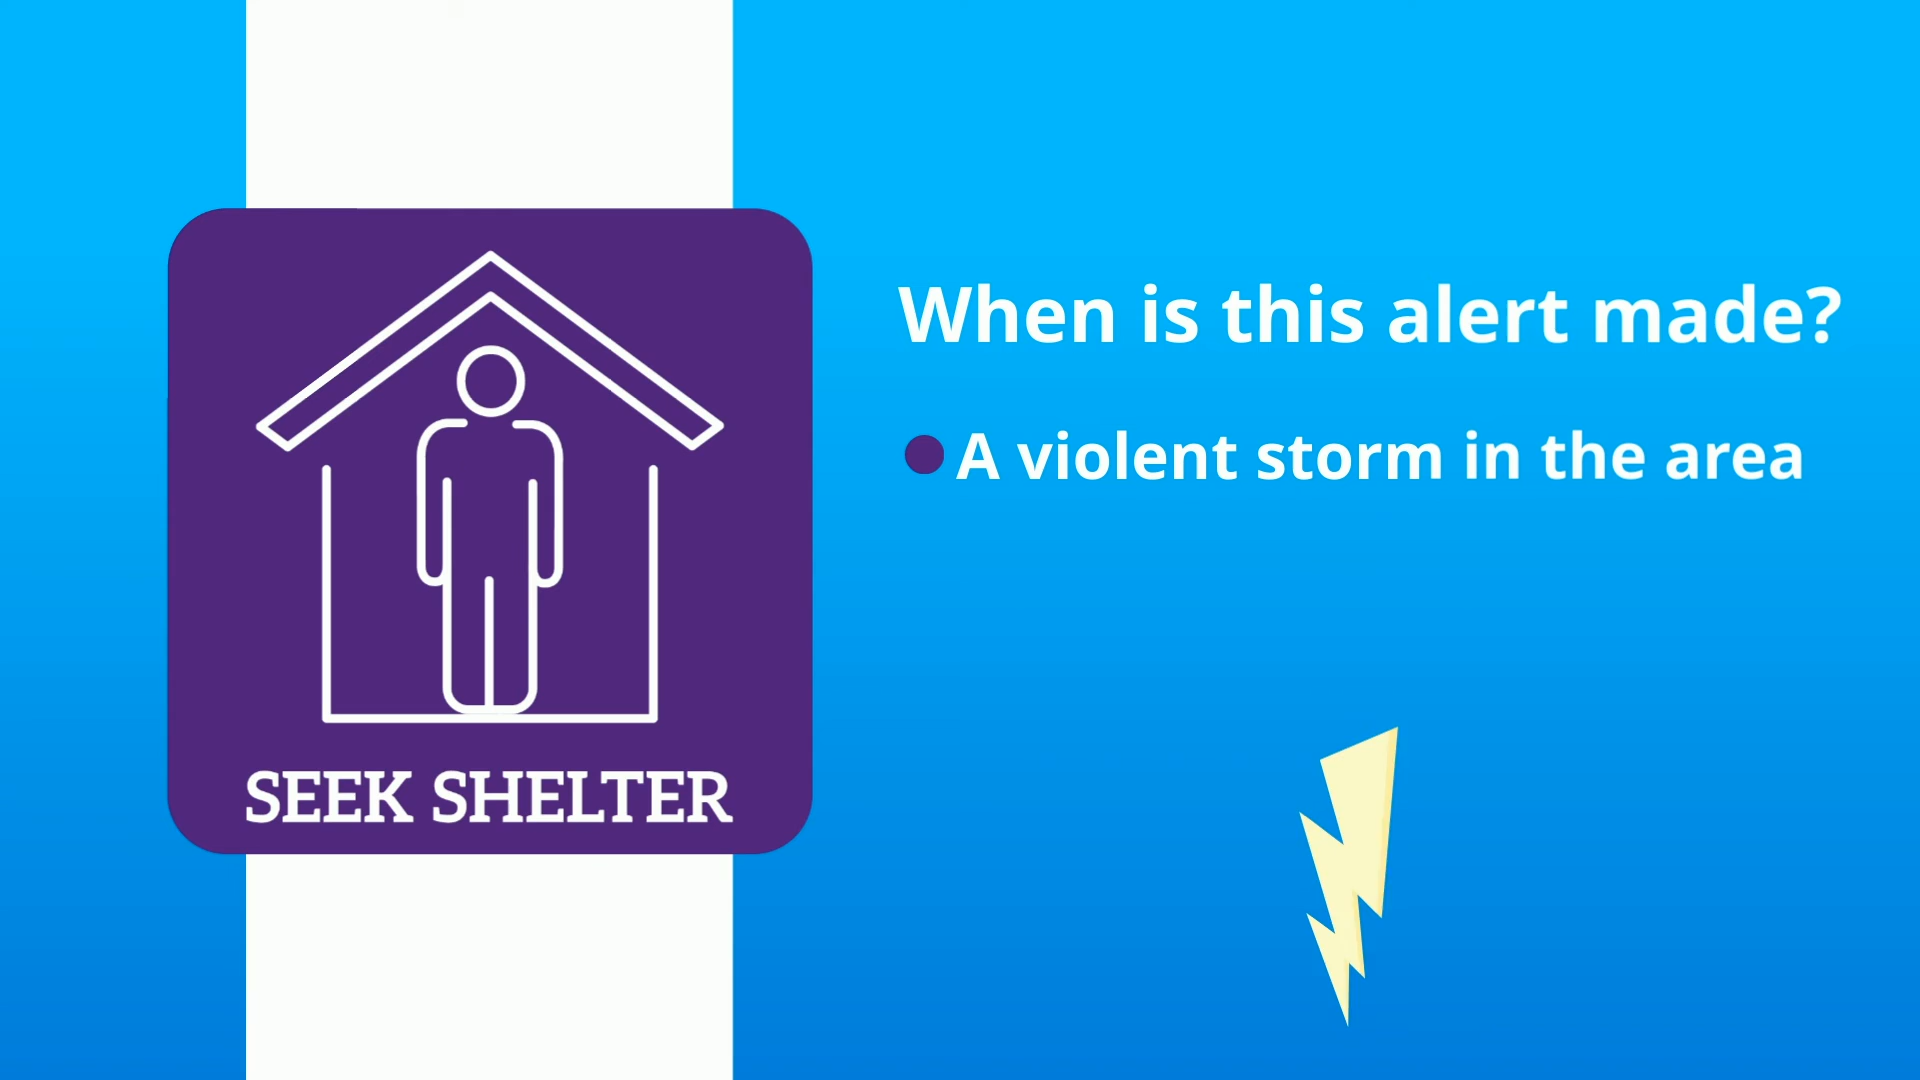 SEEK SHELTER
When is this alert made?
A violent storm in the area